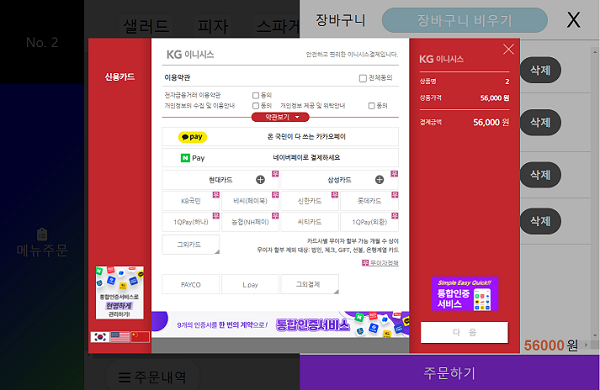 No. 2
샐러드
피자
스파게
장바구니
장바구니 비우기
X
메뉴주문
주문내역
삭제
삭제
삭제
삭제
56000원
주문하기
신용카드
통합인증서비스로
현명하게
관리하기!
KG 이니시스
안전하고 편리한 이니시스결제입니다.
이용약관
전체동의
전자금융거래 이용약관
동의
개인정보의 수집 및 이용안내
동의
개인정보 제공 및 위탁안내
동의
약관보기
pay
온 국민이 다 쓰는 카카오페이
N Pay
네이버페이로 결제하세요
현대카드
무
삼성카드
무
KB국민
무
비씨(페이북)
무
신한카드
무
롯데카드
무
1QPay(하나)
무
농협(NH페이)
무
씨티카드
1QPay(외환)
무
그외카드
카드사별 무이자 할부 가능 개월 수 상이
무이자 할부 제외 대상: 법인, 체크, GIFT, 선불, 은행계열 카드
무 무이자정책
PAYCO
L.pay
그외결제
9개의 인증서를 한 번의 계약으로!
통합인증서비스
KG 이니시스
상품명
2
상품가격
56,000 원
결제금액
56,000 원
Simple Easy Quick!!
통합인증
서비스
다 음